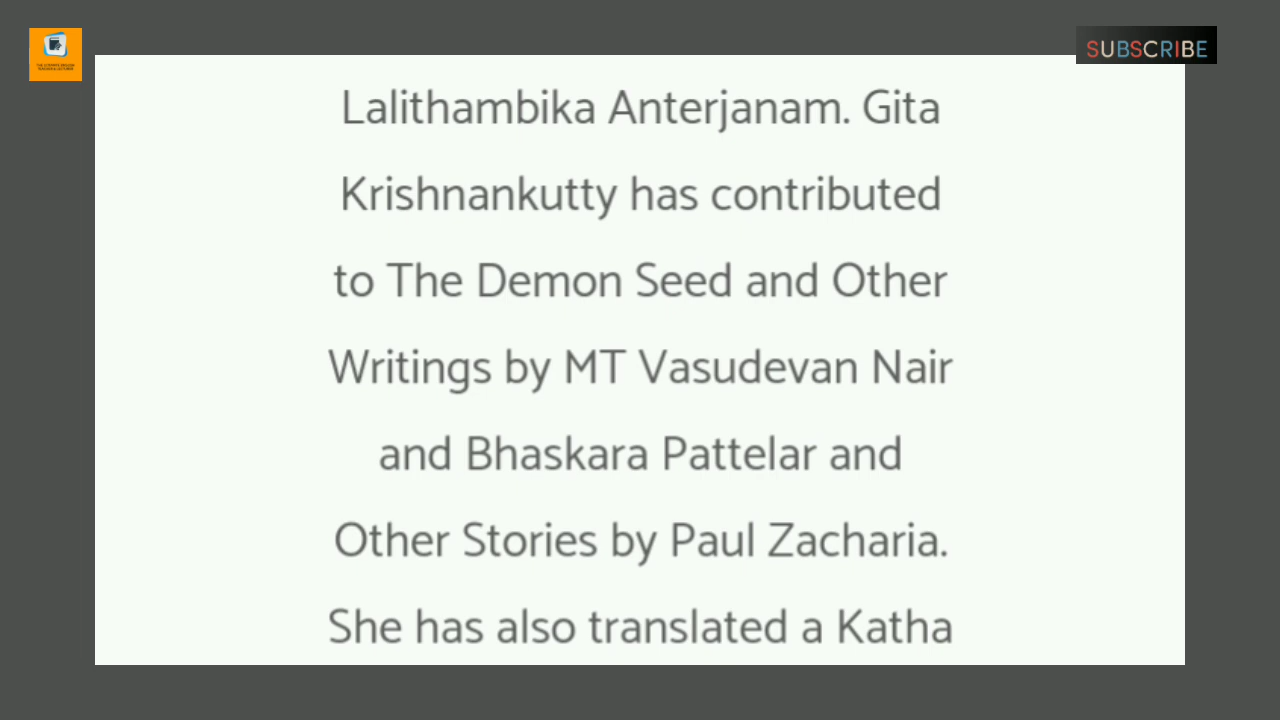 SUBSCRIBE
Lalithambika Anterjanam. Gita
Krishnankutty has contributed
to The Demon Seed and Other
Writings by MT Vasudevan Nair
and Bhaskara Pattelar and
Other Stories by Paul Zacharia.
She has also translated a Katha